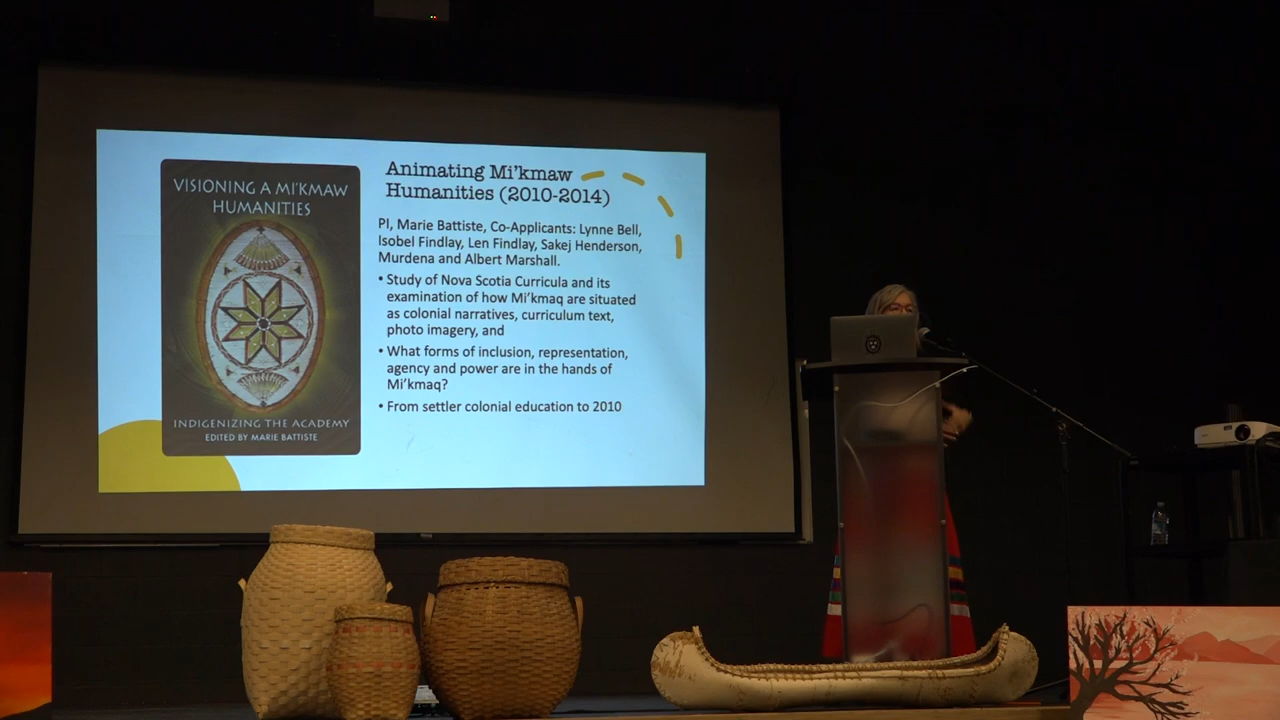 VISIONING A MI'KMAW
HUMANITIES
INDIGENIZING THE ACADEMY
EDITED BY MARIE BATTISTE
Animating Mi'kmaw
Humanities (2010-2014)
PI, Marie Battiste, Co-Applicants: Lynne Bell,
Isobel Findlay, Len Findlay, Sakej Henderson,
Murdena and Albert Marshall.
• Study of Nova Scotia Curricula and its
examination of how Mi'kmaq are situated
as colonial narratives, curriculum text,
photo imagery, and
• What forms of inclusion, representation,
agency and power are in the hands of
Mi'kmaq?
• From settler colonial education to 2010